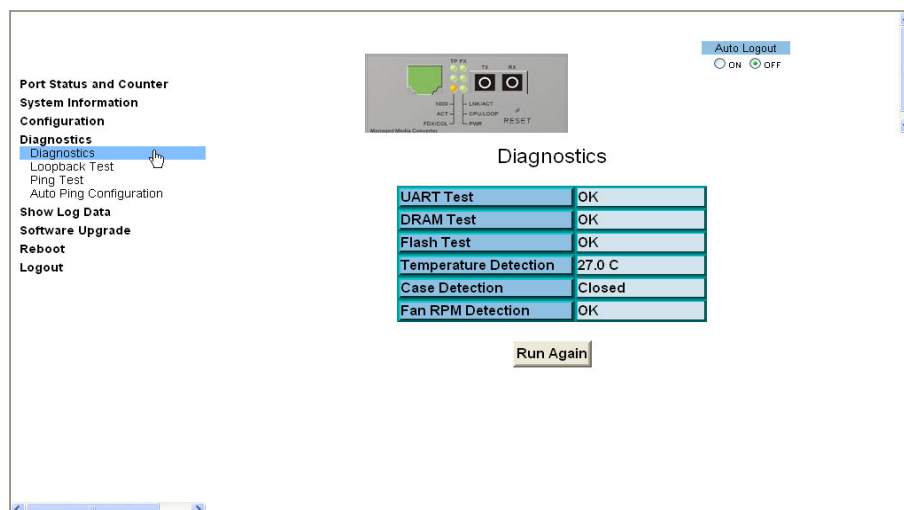 Auto Logout
ON OFF
Port Status and Counter
System Information
Configuration
Diagnostics
Diagnostics
Loopback Test
Ping Test
Auto Ping Configuration
Show Log Data
Software Upgrade
Reboot
Logout
TP FX
TX RX
1000 LNK/ACT
ACT CPU/LOOP
FDX/COL PWR
RESET
Managed Media Converter
Diagnostics
UART Test OK
DRAM Test OK
Flash Test OK
Temperature Detection 27.0 C
Case Detection Closed
Fan RPM Detection OK
Run Again